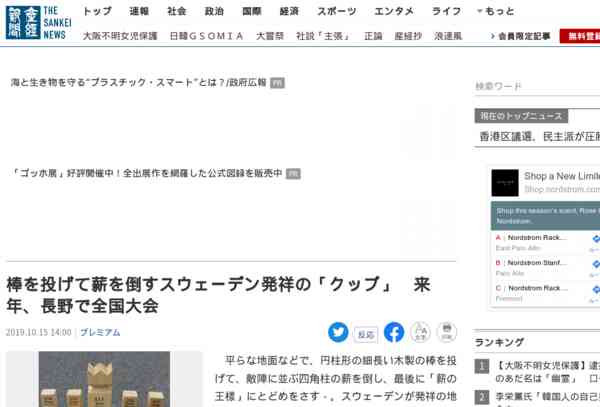 産經新聞
THE SANKEI NEWS
トップ 速報 社会 政治 国際 経済 スポーツ エンタメ ライフ もっと
大阪不明女児保護 日韓GSOMIA 大嘗祭 社説「主張」 正論 産経抄 浪速風
会員限定記事 無料登録
海と生き物を守る“プラスチック・スマート”とは?/政府広報 PR
検索ワード
現在のトップニュース
香港区議選、民主派が圧勝
「ゴッホ展」好評開催中!全出展作を網羅した公式図録を販売中 PR
Shop a New Limite
Shop.nordstrom.com
Shop this season's scent, Rose
Nordstrom.
A Nordstrom Rack...
East Palo Alto
B Nordstrom Stanf...
Palo Alto
C Nordstrom Rack...
Fremont
棒を投げて薪を倒すスウェーデン発祥の「クッブ」 来
年、長野で全国大会
2019.10.15 14:00 プレミアム
反応
文字
印刷
平らな地面などで、円柱形の細長い木製の棒を投
げて、敵陣に並ぶ四角柱の薪を倒し、最後に「薪の
王様」にとどめをさす-。スウェーデンが発祥の地
ランキング
1 【大阪不明女児保護】逮
のあだ名は「幽霊」 口
2 李栄薫氏「韓国人の自己